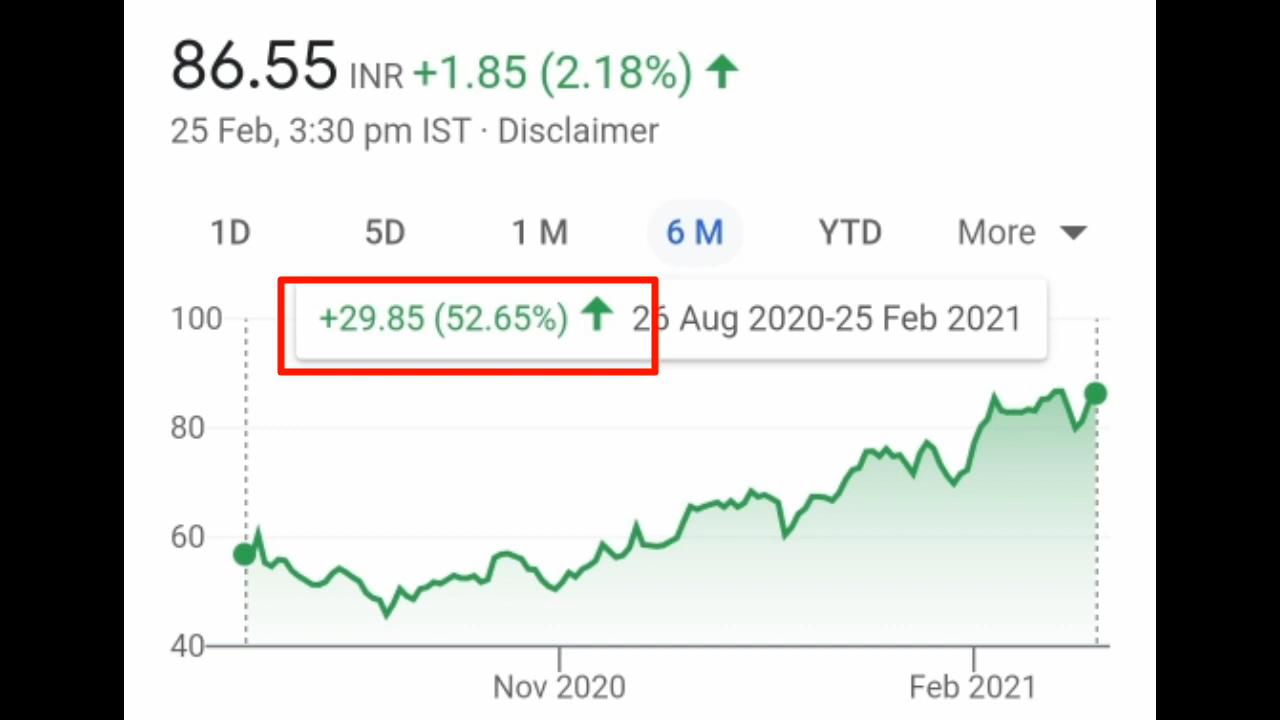 86.55 INR +1.85 (2.18%) ↑
25 Feb, 3:30 pm IST · Disclaimer
1D 5D 1 M 6 M YTD More
+29.85 (52.65%) ↑ 26 Aug 2020-25 Feb 2021
100
80
60
40
Nov 2020 Feb 2021